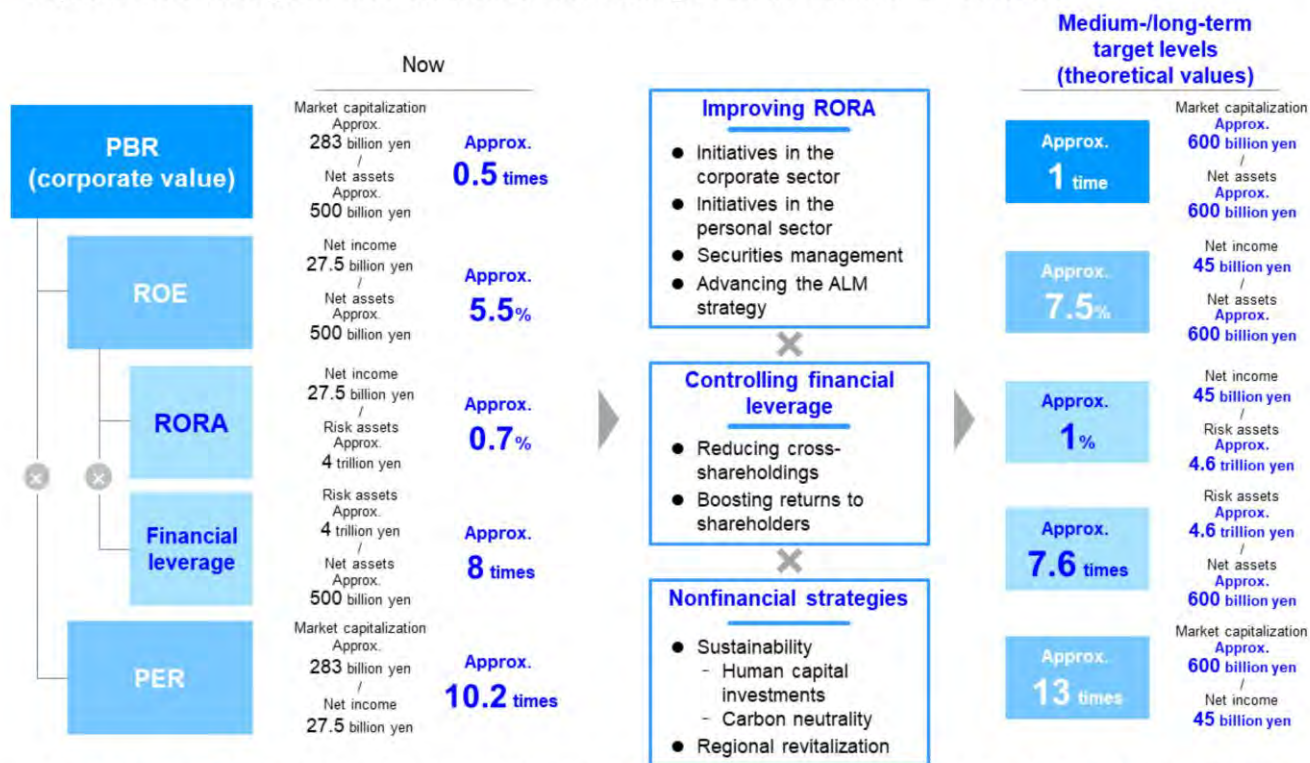 Now
Medium-/long-term
target levels
(theoretical values)
PBR
(corporate value)
Market capitalization
Approx.
283 billion yen
/
Net assets
Approx.
500 billion yen
Approx.
0.5 times
ROE
Net income
27.5 billion yen
/
Net assets
Approx.
500 billion yen
Approx.
5.5%
RORA
Net income
27.5 billion yen
/
Risk assets
Approx.
4 trillion yen
Approx.
0.7%
Financial
leverage
Risk assets
Approx.
4 trillion yen
/
Net assets
Approx.
500 billion yen
Approx.
8 times
PER
Market capitalization
Approx.
283 billion yen
/
Net income
27.5 billion yen
Approx.
10.2 times
×
×
Improving RORA
● Initiatives in the
corporate sector
● Initiatives in the
personal sector
● Securities management
● Advancing the ALM
strategy
×
Controlling financial
leverage
● Reducing cross-
shareholdings
● Boosting returns to
shareholders
×
Nonfinancial strategies
● Sustainability
- Human capital
investments
- Carbon neutrality
● Regional revitalization
Approx.
1 time
Market capitalization
Approx.
600 billion yen
/
Net assets
Approx.
600 billion yen
Approx.
7.5%
Net income
45 billion yen
/
Net assets
Approx.
600 billion yen
Approx.
1%
Net income
45 billion yen
/
Risk assets
Approx.
4.6 trillion yen
Approx.
7.6 times
Risk assets
Approx.
4.6 trillion yen
/
Net assets
Approx.
600 billion yen
Approx.
13 times
Market capitalization
Approx.
600 billion yen
/
Net income
45 billion yen